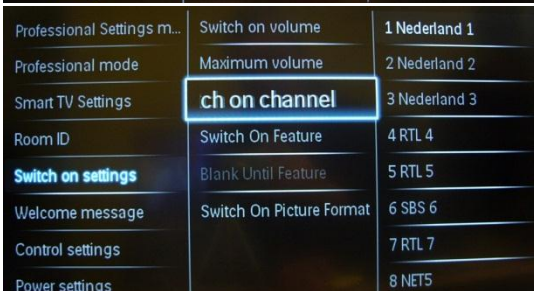 Professional Settings m...
Professional mode
Smart TV Settings
Room ID
Switch on settings
Welcome message
Control settings
Power settings
Switch on volume
Maximum volume
ch on channel
Switch On Feature
Blank Until Feature
Switch On Picture Format
1 Nederland 1
2 Nederland 2
3 Nederland 3
4 RTL 4
5 RTL 5
6 SBS 6
7 RTL 7
8 NET5